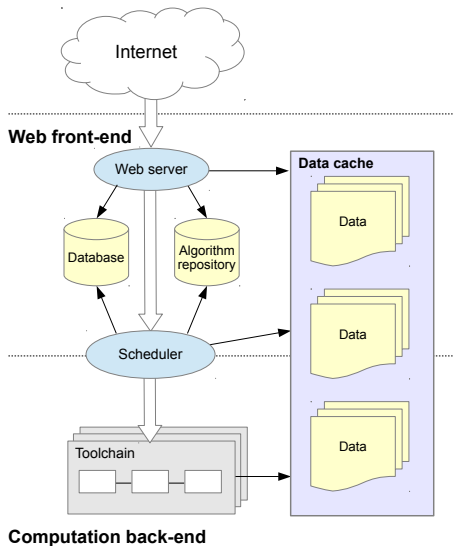 Internet
Web front-end
Web server
Data cache
Data
Database
Algorithm
repository
Data
Scheduler
Toolchain
Data
Computation back-end